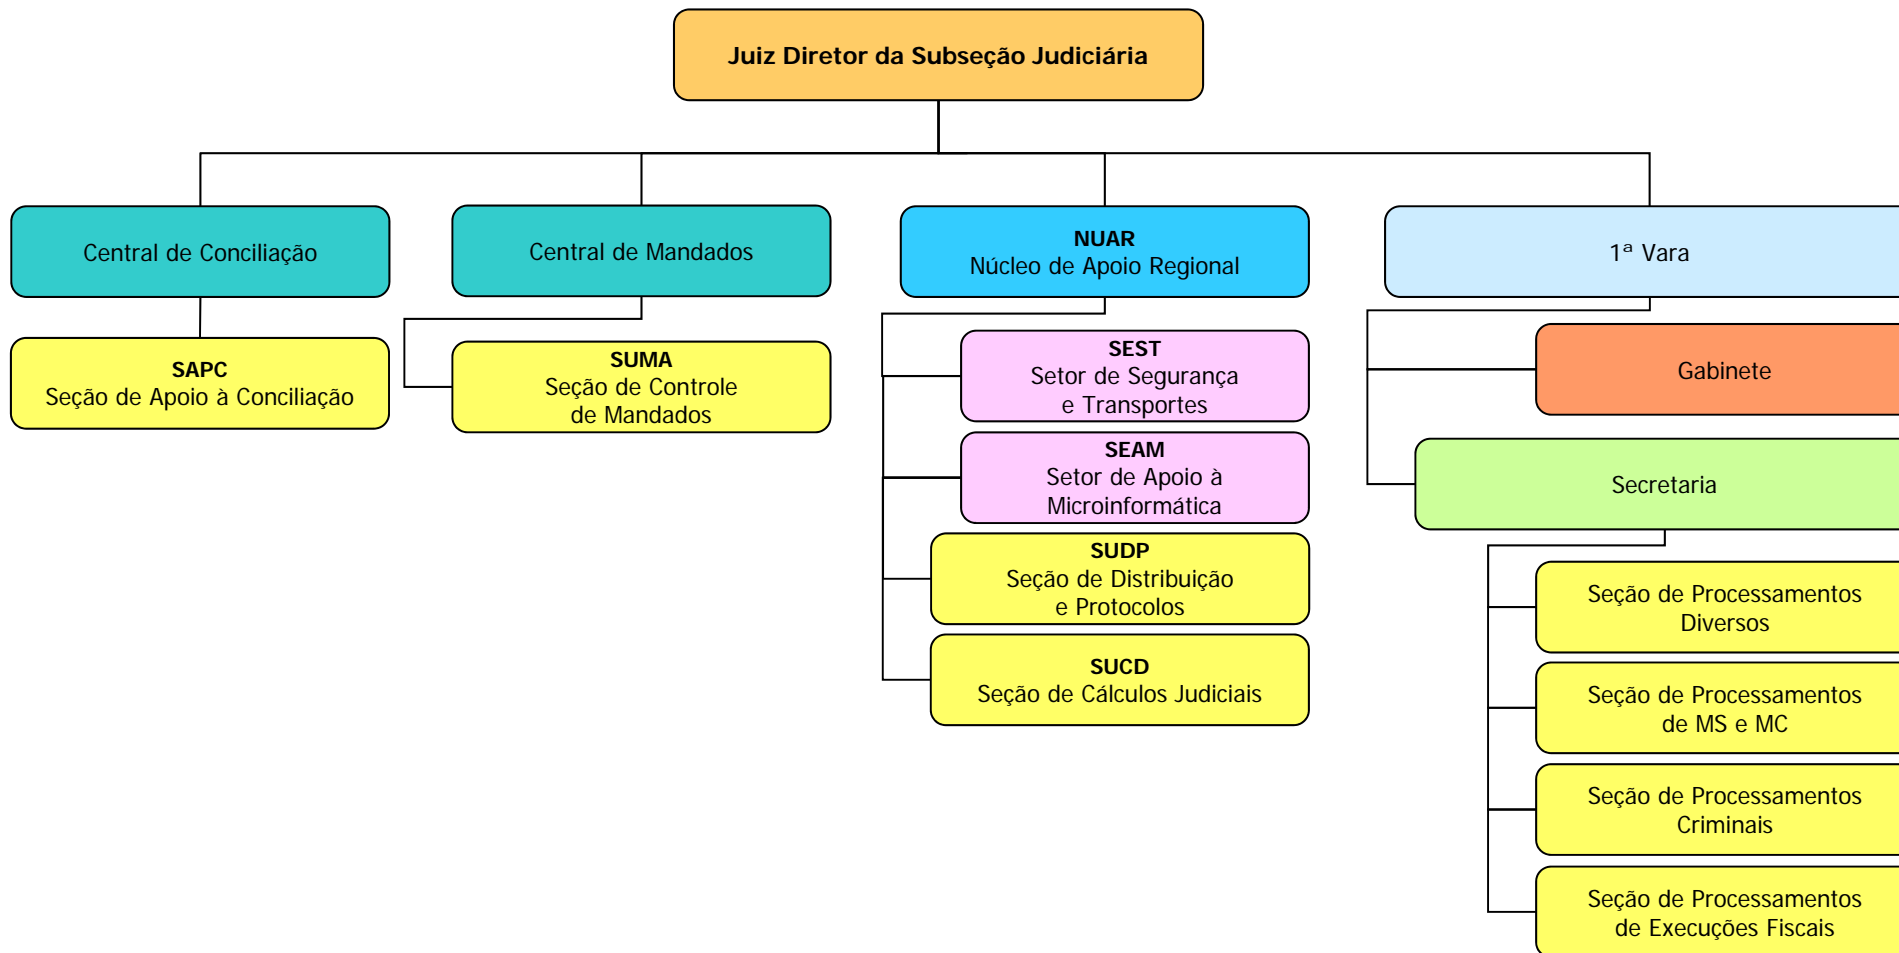 Juiz Diretor da Subseção Judiciária
Central de Conciliação
Central de Mandados
NUAR
Núcleo de Apoio Regional
1ª Vara
SAPC
Seção de Apoio à Conciliação
SUMA
Seção de Controle
de Mandados
SEST
Setor de Segurança
e Transportes
SEAM
Setor de Apoio à
Microinformática
SUDP
Seção de Distribuição
e Protocolos
SUCD
Seção de Cálculos Judiciais
Gabinete
Secretaria
Seção de Processamentos
Diversos
Seção de Processamentos
de MS e MC
Seção de Processamentos
Criminais
Seção de Processamentos
de Execuções Fiscais